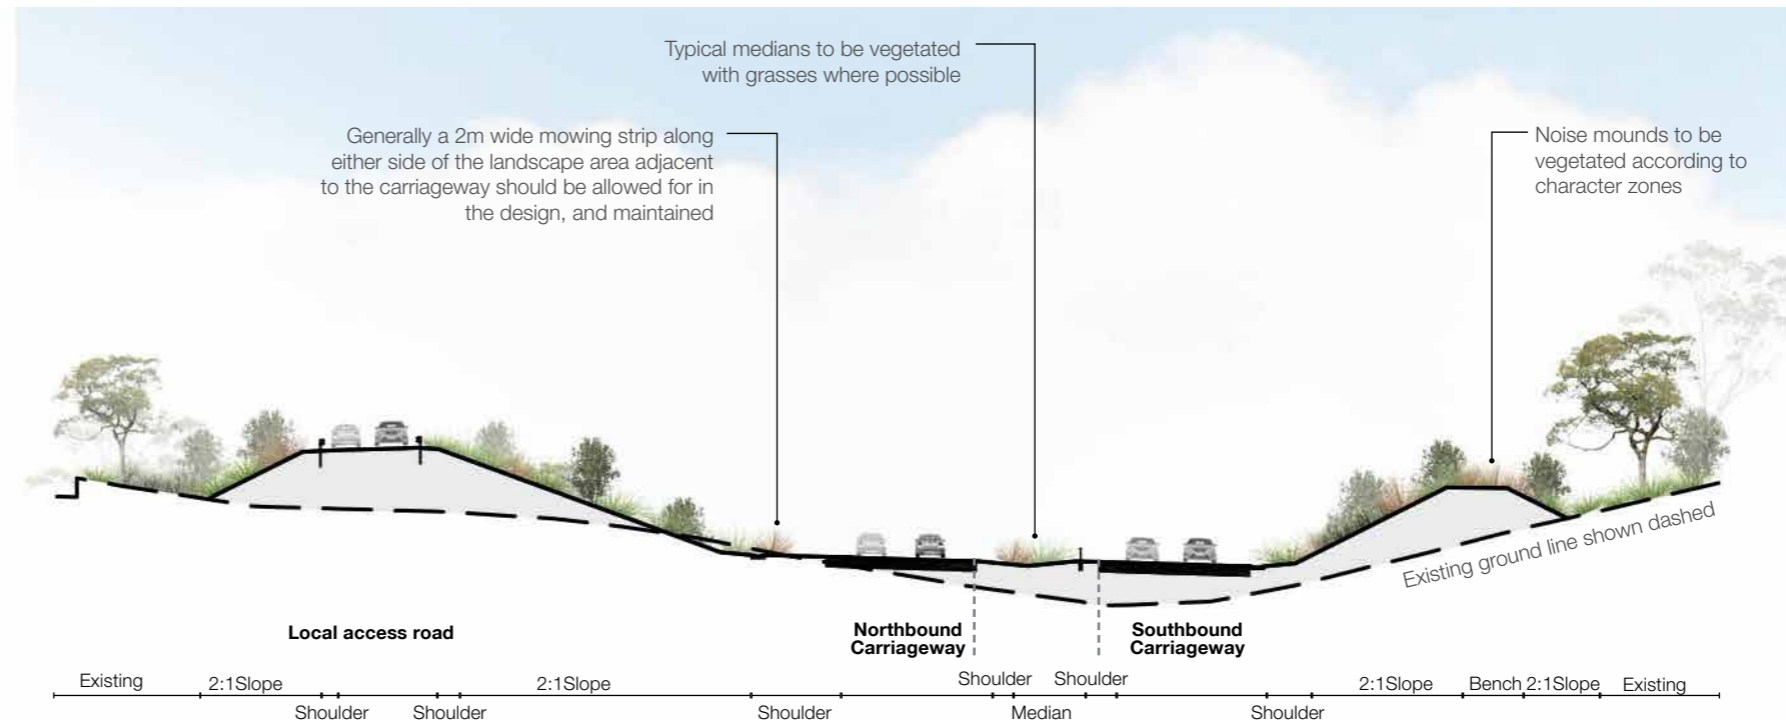 Typical medians to be vegetated
with grasses where possible
Generally a 2m wide mowing strip along
either side of the landscape area adjacent
to the carriageway should be allowed for in
the design, and maintained
Noise mounds to be
vegetated according to
character zones
Existing ground line shown dashed
Local access road
Northbound
Carriageway
Southbound
Carriageway
Existing
2:1Slope
2:1Slope
Shoulder
Shoulder
2:1Slope
Bench
2:1Slope
Existing
Shoulder
Shoulder
Shoulder
Median
Shoulder